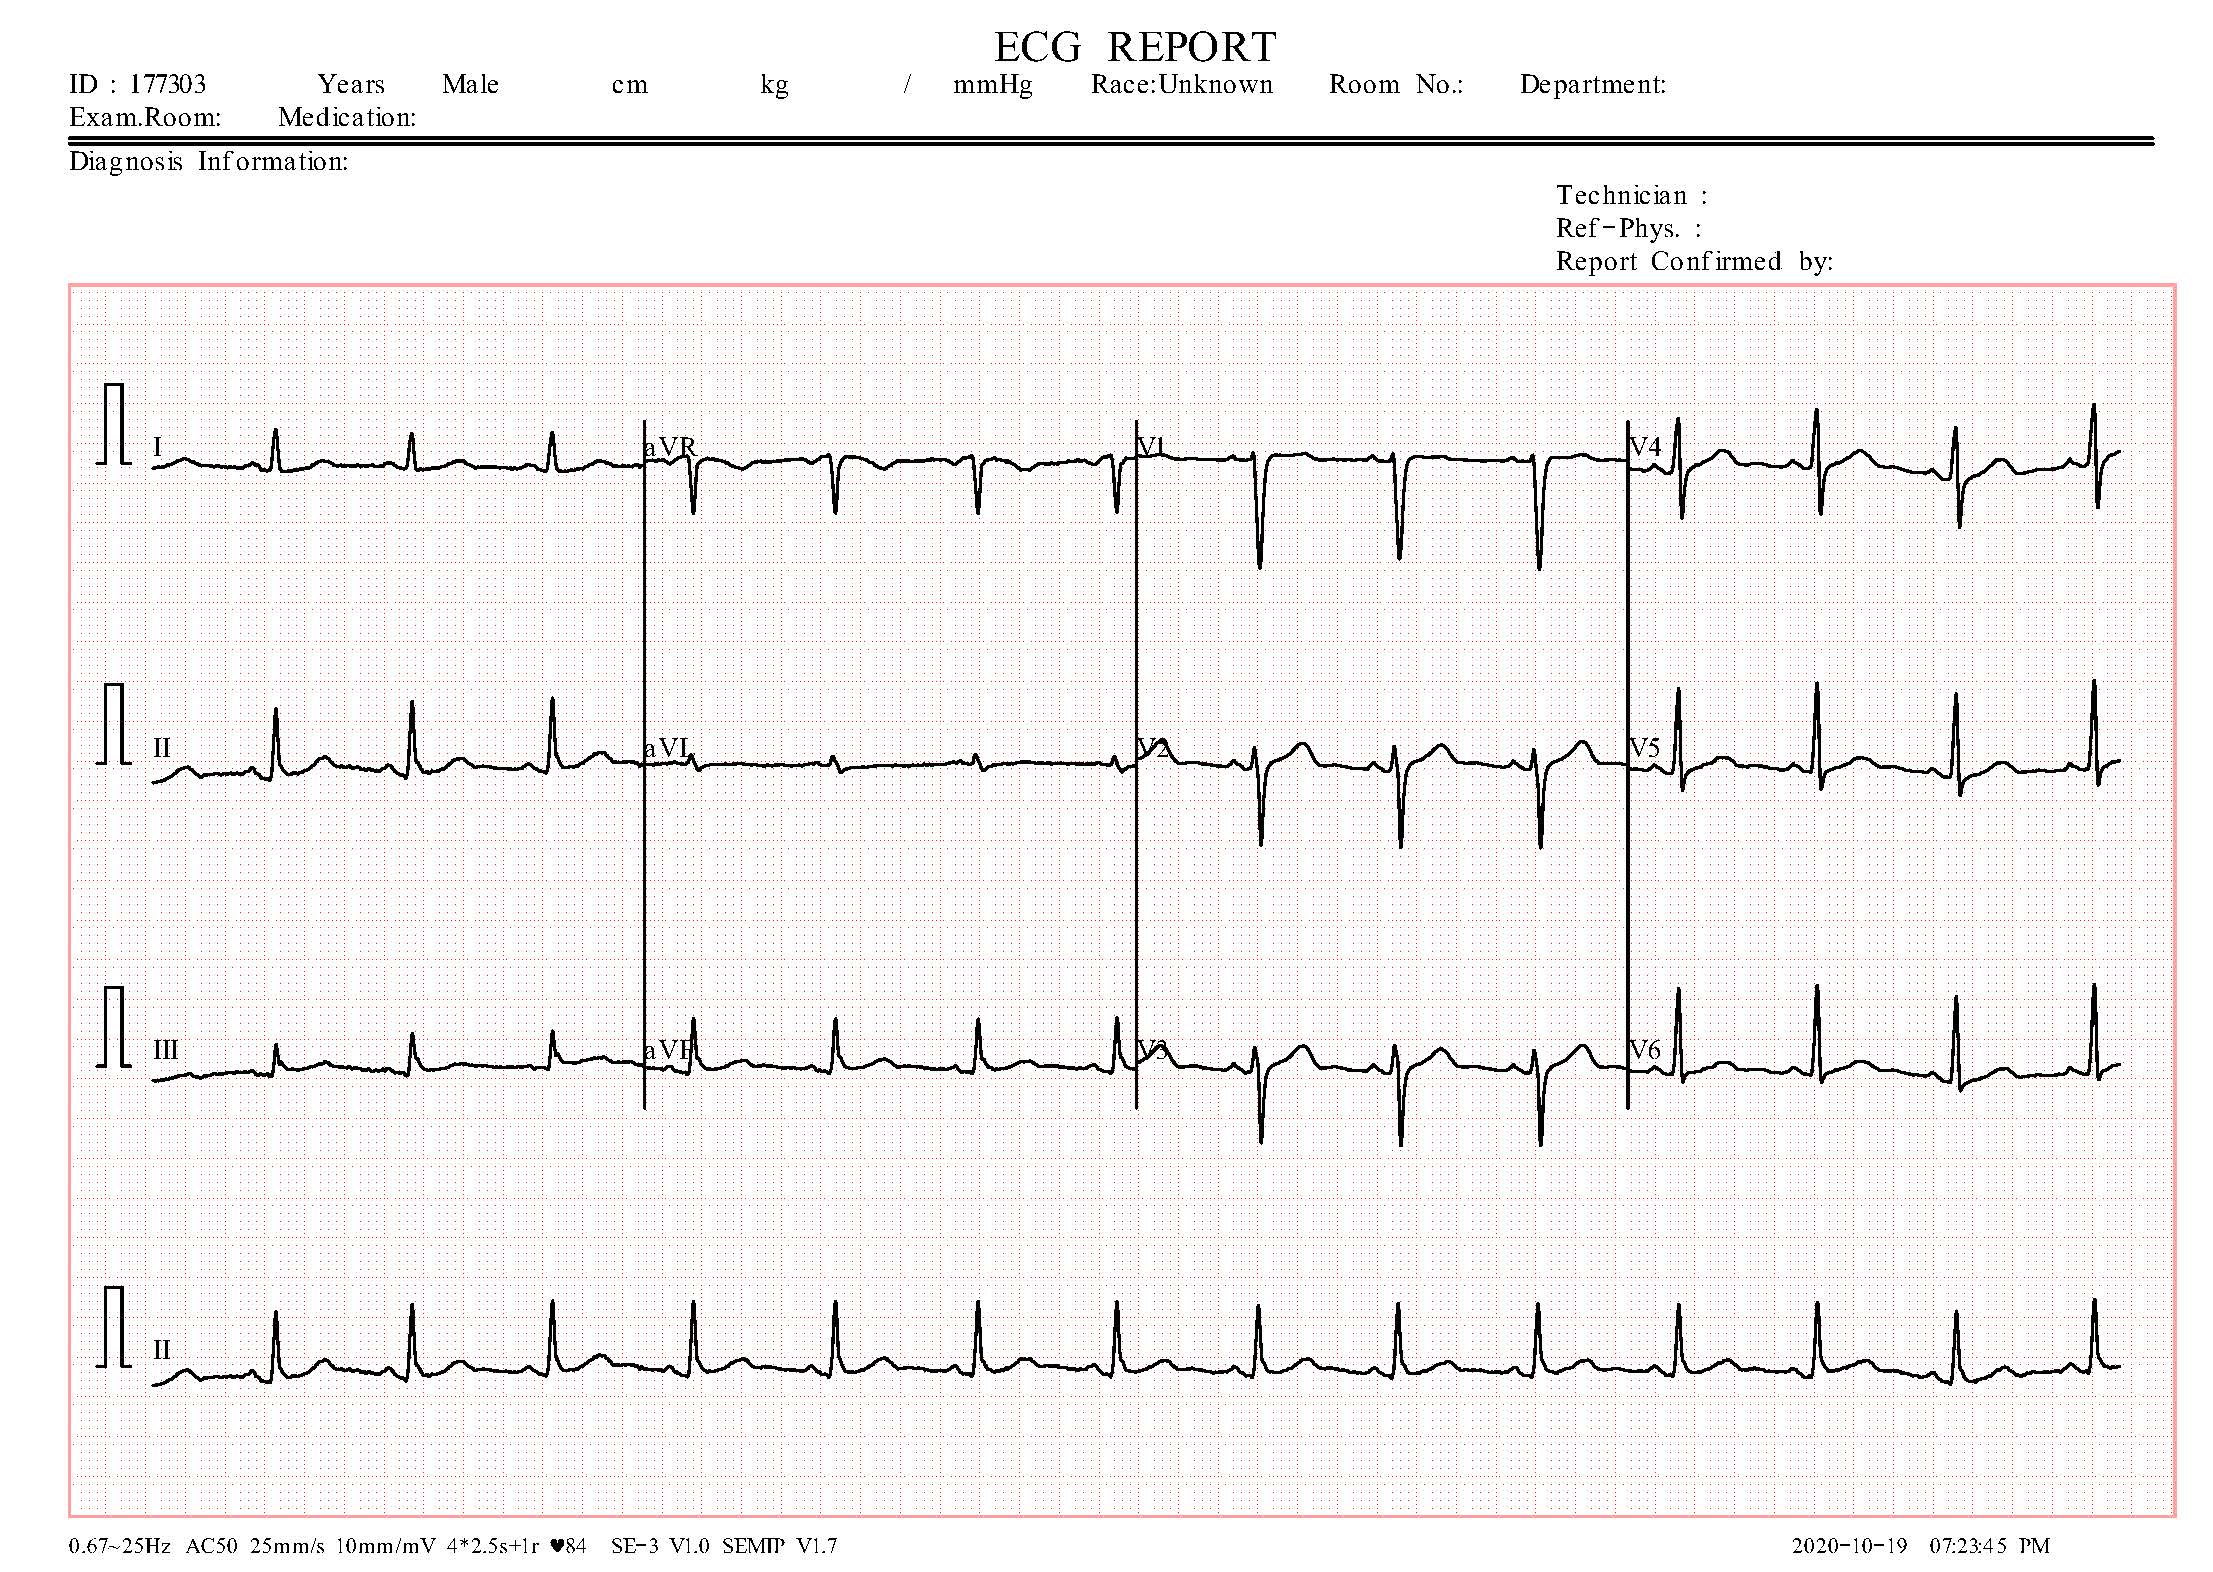 ECG REPORT
ID : 177303 Years Male cm kg / mmHg Race:Unknown Room No.: Department:
Exam.Room: Medication:
Diagnosis Information:
Technician :
Ref-Phys. :
Report Confirmed by:
I aVR V1 V4
II aVL V2 V5
III aVF V3 V6
II
0.67~25Hz AC50 25mm/s 10mm/mV 4*2.5s+1r ♥84 SE-3 V1.0 SEMIP V1.7 2020-10-19 07:23:45 PM